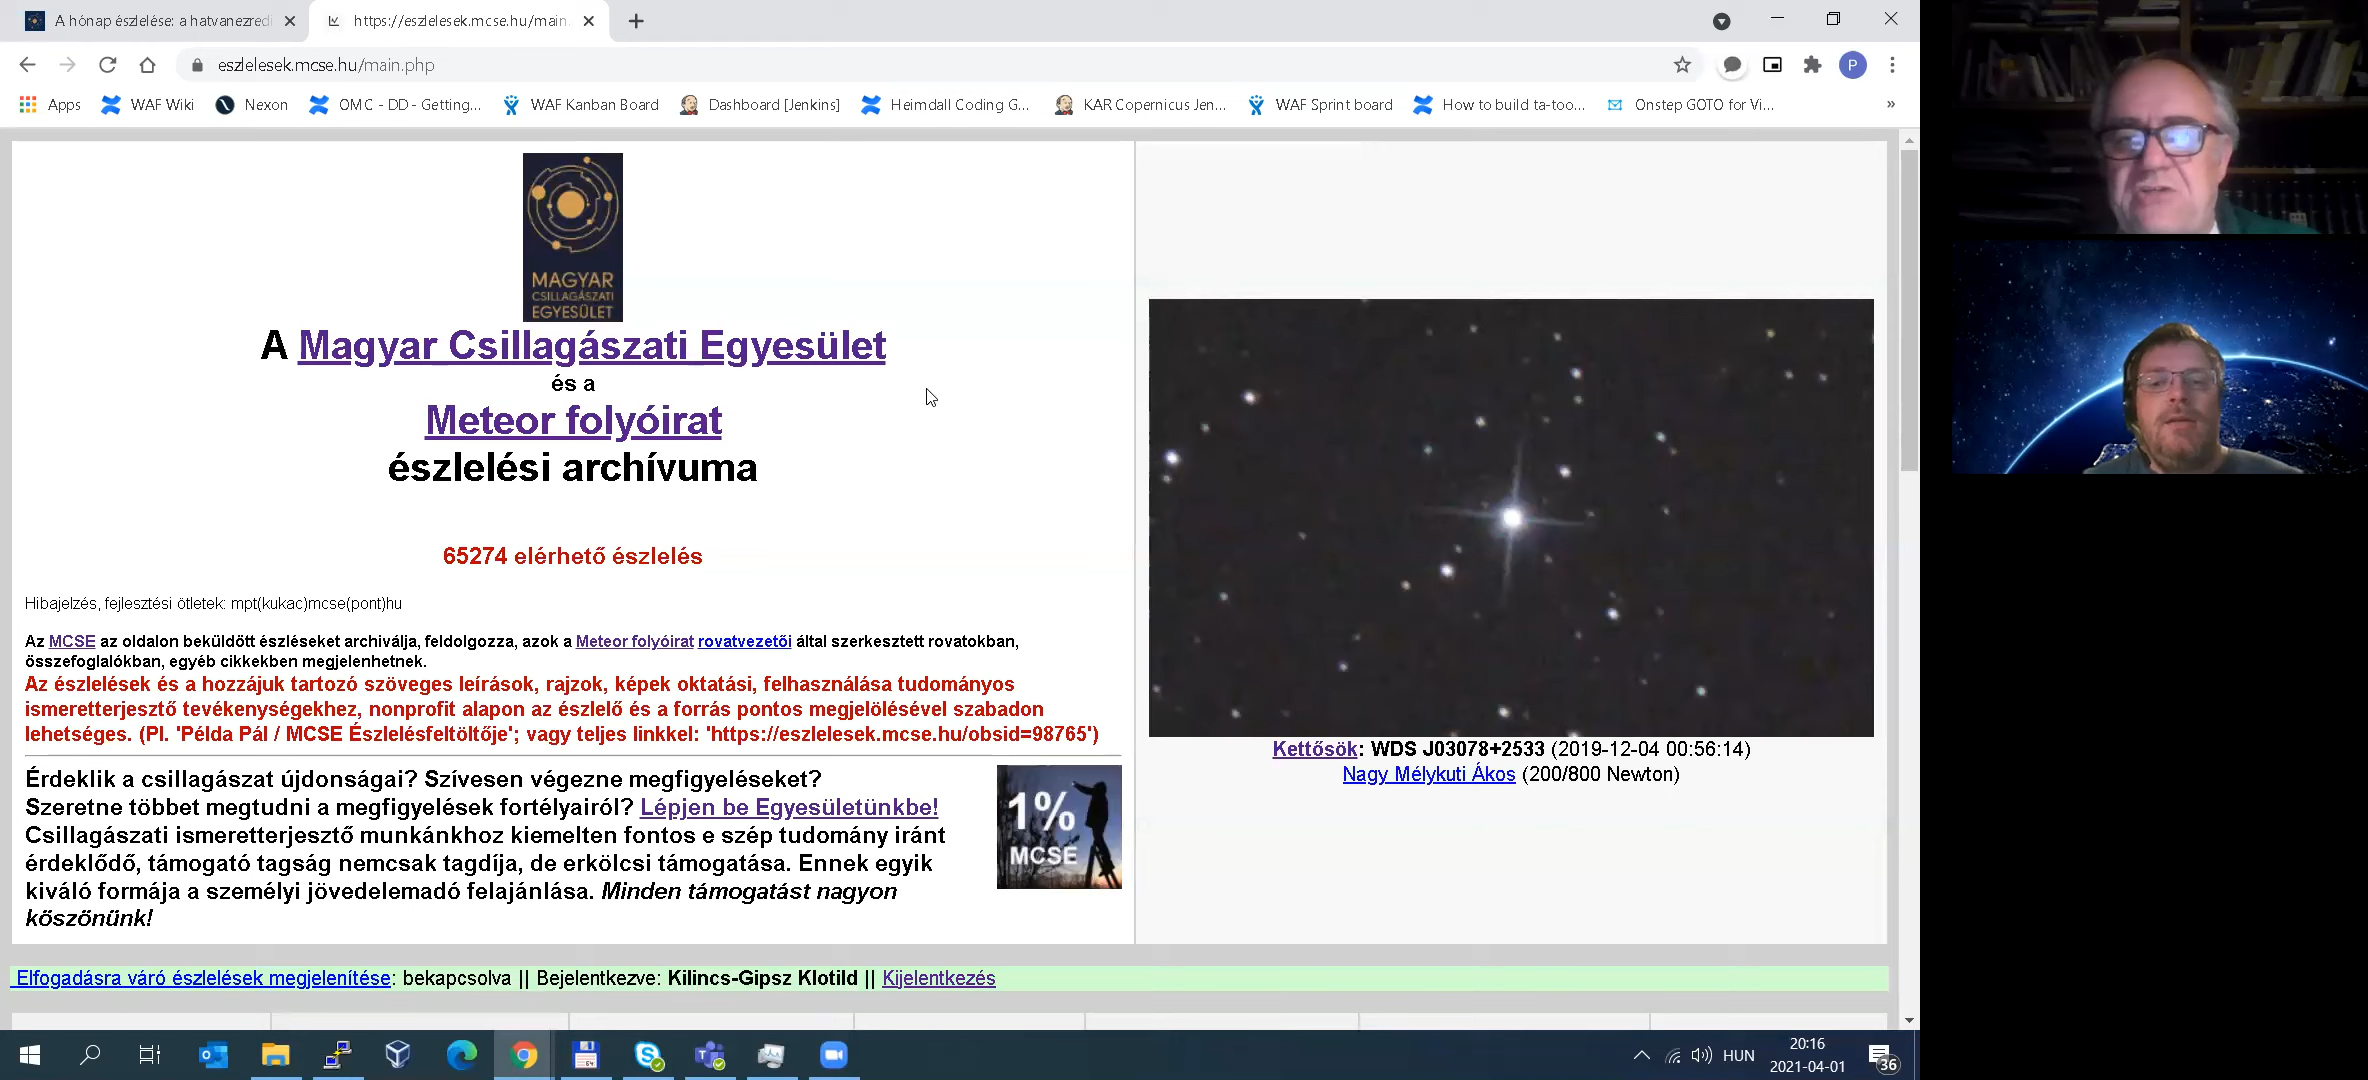 A hónap észlelése: a hatvanezredi
https://eszlelesek.mcse.hu/main.
eszlelesek.mcse.hu/main.php
P
Apps
WAF Wiki
Nexon
OMC - DD - Getting...
WAF Kanban Board
Dashboard [Jenkins]
Heimdall Coding G...
KAR Copernicus Jen...
WAF Sprint board
How to build ta-too...
Onstep GOTO for Vi...
»
MAGYAR
CSILLAGÁSZATI
EGYESÜLET
A Magyar Csillagászati Egyesület
és a
Meteor folyóirat
észlelési archívuma
65274 elérhető észlelés
Hibajelzés, fejlesztési ötletek: mpt(kukac)mcse(pont)hu
Az MCSE az oldalon beküldött észléseket archiválja, feldolgozza, azok a Meteor folyóirat rovatvezetői által szerkesztett rovatokban,
összefoglalókban, egyéb cikkekben megjelenhetnek.
Az észlelések és a hozzájuk tartozó szöveges leírások, rajzok, képek oktatási, felhasználása tudományos
ismeretterjesztő tevékenységekhez, nonprofit alapon az észlelő és a forrás pontos megjelölésével szabadon
lehetséges. (Pl. 'Példa Pál / MCSE Észlelésfeltöltője'; vagy teljes linkkel: 'https://eszlelesek.mcse.hu/obsid=98765')
Érdeklik a csillagászat újdonságai? Szívesen végezne megfigyeléseket?
Szeretne többet megtudni a megfigyelések fortélyairól? Lépjen be Egyesületünkbe!
Csillagászati ismeretterjesztő munkánkhoz kiemelten fontos e szép tudomány iránt
érdeklődő, támogató tagság nemcsak tagdíja, de erkölcsi támogatása. Ennek egyik
kiváló formája a személyi jövedelemadó felajánlása. Minden támogatást nagyon
köszönünk!
1%
MCSE
Kettősök: WDS J03078+2533 (2019-12-04 00:56:14)
Nagy Mélykuti Ákos (200/800 Newton)
Elfogadásra váró észlelések megjelenítése: bekapcsolva || Bejelentkezve: Kilincs-Gipsz Klotild || Kijelentkezés
HUN
20:16
2021-04-01
36